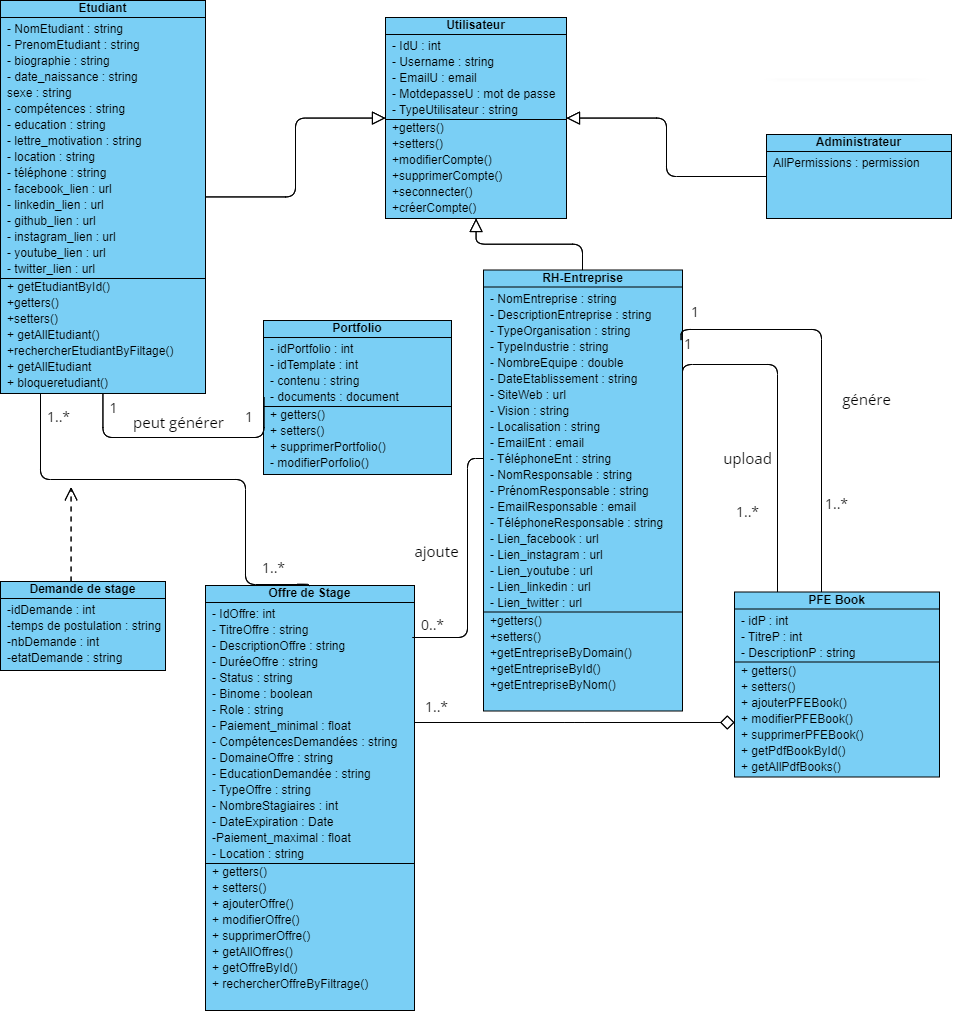 Etudiant
- NomEtudiant : string
- PrenomEtudiant : string
- biographie : string
- date_naissance : string
sexe : string
- compétences : string
- education : string
- lettre_motivation : string
- location : string
- téléphone : string
- facebook_lien : url
- linkedin_lien : url
- github_lien : url
- instagram_lien : url
- youtube_lien : url
- twitter_lien : url
+ getEtudiantById()
+getters()
+setters()
+ getAllEtudiant()
+rechercherEtudiantByFiltage()
+ getAllEtudiant
+ bloqueretudiant()
Utilisateur
- IdU : int
- Username : string
- EmailU : email
- MotdepasseU : mot de passe
- TypeUtilisateur : string
+getters()
+setters()
+modifierCompte()
+supprimerCompte()
+seconnecter()
+créerCompte()
Administrateur
AllPermissions : permission
Portfolio
- idPortfolio : int
- idTemplate : int
- contenu : string
- documents : document
+ getters()
+ setters()
+ supprimerPortfolio()
- modifierPorfolio()
RH-Entreprise
- NomEntreprise : string
- DescriptionEntreprise : string
- TypeOrganisation : string
- TypeIndustrie : string
- NombreEquipe : double
- DateEtablissement : string
- SiteWeb : url
- Vision : string
- Localisation : string
- EmailEnt : email
- TéléphoneEnt : string
- NomResponsable : string
- PrénomResponsable : string
- EmailResponsable : email
- TéléphoneResponsable : string
- Lien_facebook : url
- Lien_instagram : url
- Lien_youtube : url
- Lien_linkedin : url
- Lien_twitter : url
+getters()
+setters()
+getEntrepriseByDomain()
+getEntrepriseById()
+getEntrepriseByNom()
1
1
génére
upload
1..*
1..*
1..*
1
peut générer
1
1..*
ajoute
0..*
1..*
Demande de stage
-idDemande : int
-temps de postulation : string
-nbDemande : int
-etatDemande : string
Offre de Stage
- IdOffre: int
- TitreOffre : string
- DescriptionOffre : string
- DuréeOffre : string
- Status : string
- Binome : boolean
- Role : string
- Paiement_minimal : float
- CompétencesDemandées : string
- DomaineOffre : string
- EducationDemandée : string
- TypeOffre : string
- NombreStagiaires : int
- DateExpiration : Date
-Paiement_maximal : float
- Location : string
+ getters()
+ setters()
+ ajouterOffre()
+ modifierOffre()
+ supprimerOffre()
+ getAllOffres()
+ getOffreById()
+ rechercherOffreByFiltrage()
PFE Book
- idP : int
- TitreP : int
- DescriptionP : string
+ getters()
+ setters()
+ ajouterPFEBook()
+ modifierPFEBook()
+ supprimerPFEBook()
+ getPdfBookById()
+ getAllPdfBooks()